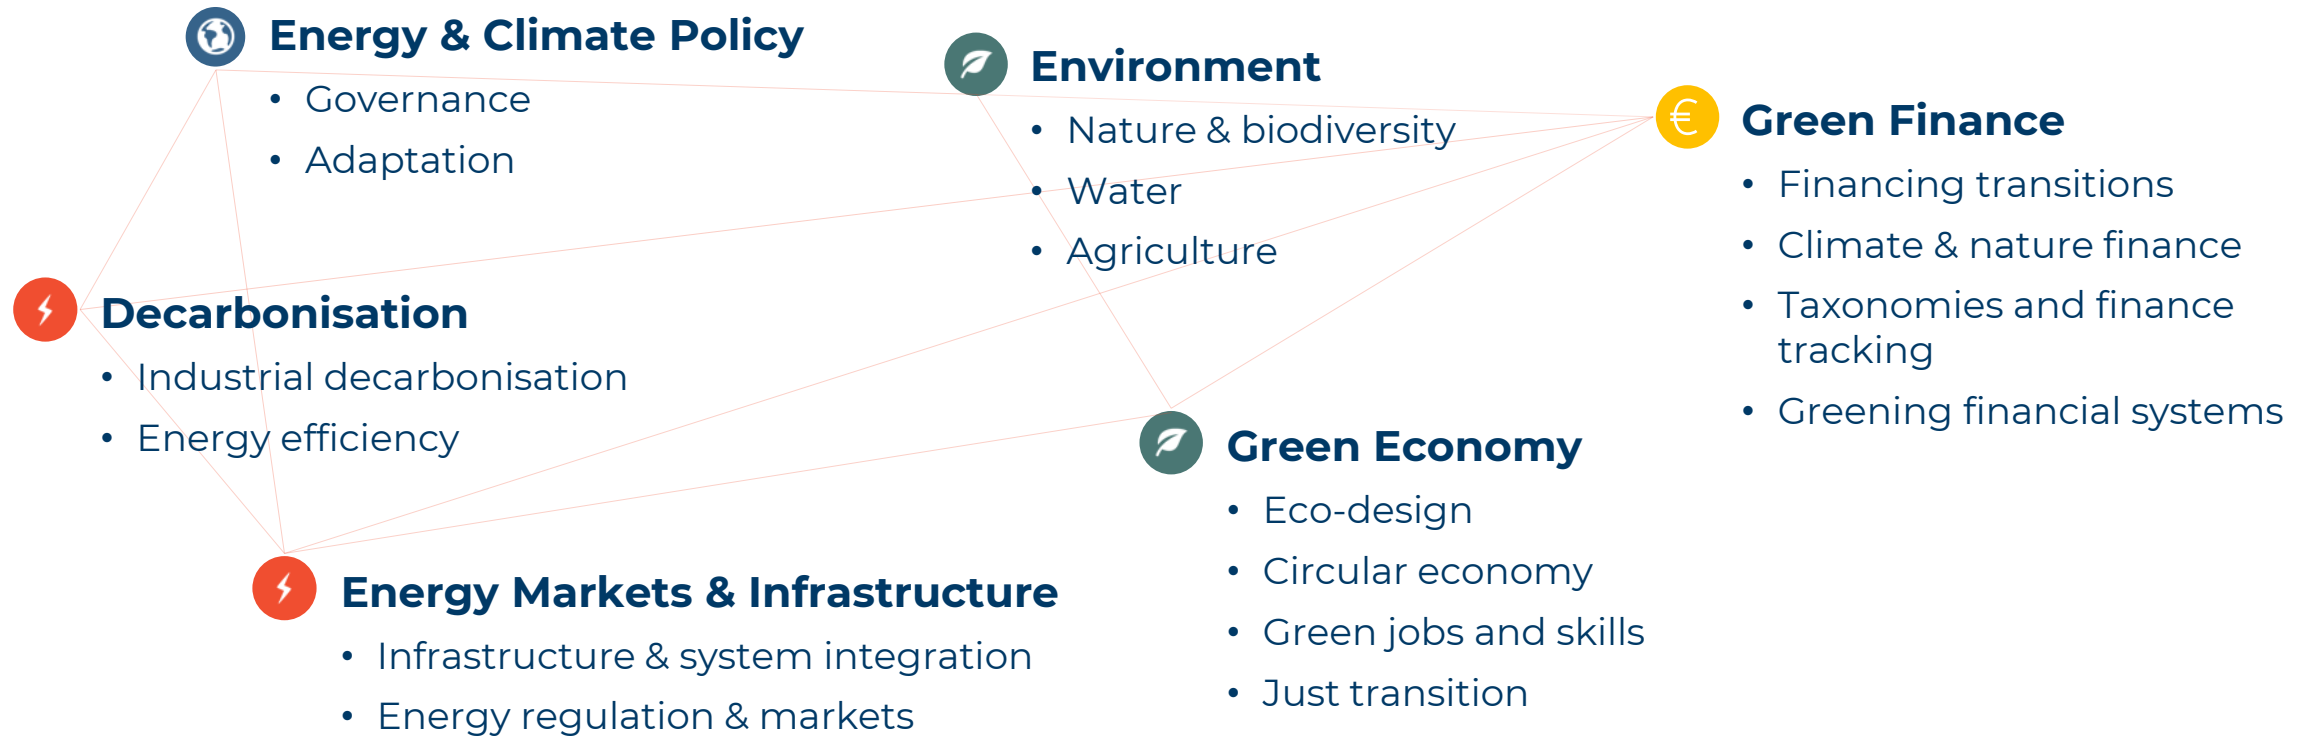 Energy & Climate Policy
• Governance
• Adaptation
Environment
• Nature & biodiversity
• Water
• Agriculture
€
Green Finance
• Financing transitions
• Climate & nature finance
• Taxonomies and finance
tracking
• Greening financial systems
Decarbonisation
• Industrial decarbonisation
• Energy efficiency
Green Economy
• Eco-design
• Circular economy
• Green jobs and skills
• Just transition
Energy Markets & Infrastructure
• Infrastructure & system integration
• Energy regulation & markets